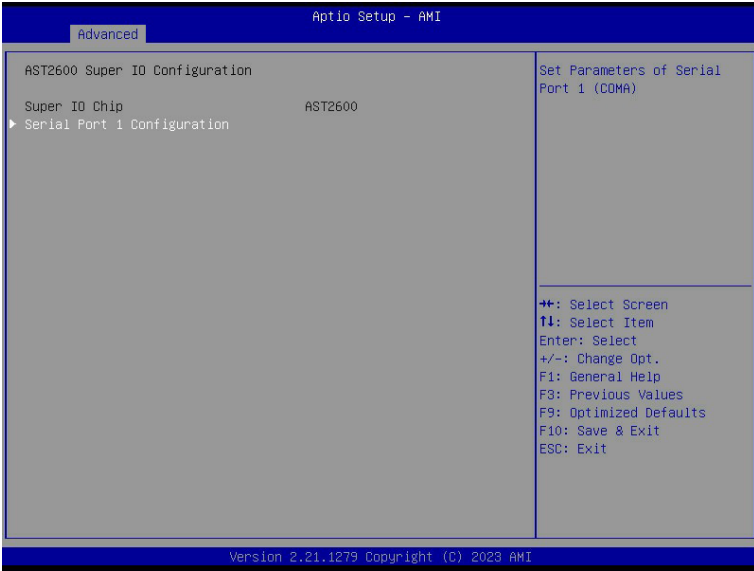 Aptio Setup – AMI
Advanced
AST2600 Super IO Configuration
Super IO Chip AST2600
▶ Serial Port 1 Configuration
Set Parameters of Serial
Port 1 (COMA)
→←: Select Screen
↑↓: Select Item
Enter: Select
+/-: Change Opt.
F1: General Help
F3: Previous Values
F9: Optimized Defaults
F10: Save & Exit
ESC: Exit
Version 2.21.1279 Copyright (C) 2023 AMI